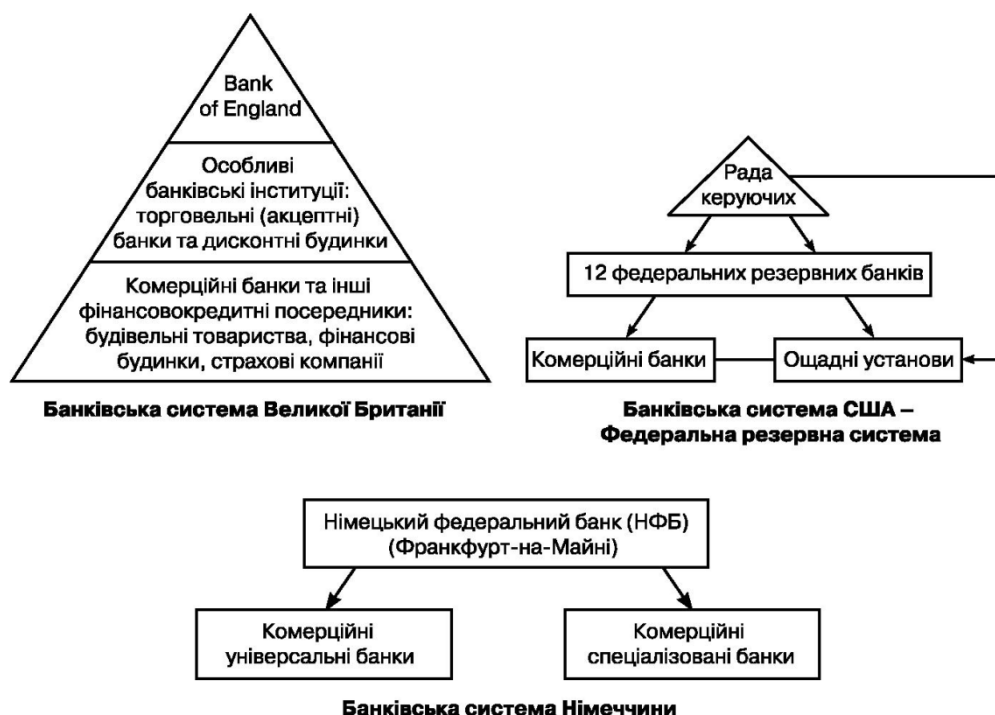 Bank
of England
Особливі
банківські інституції:
торговельні (акцептні)
банки та дисконтні будинки
Комерційні банки та інші
фінансовокредитні посередники:
будівельні товариства, фінансові
будинки, страхові компанії
Банківська система Великої Британії
Рада
керуючих
12 федеральних резервних банків
Комерційні банки
Ощадні установи
Банківська система США –
Федеральна резервна система
Німецький федеральний банк (НФБ)
(Франкфурт-на-Майні)
Комерційні
універсальні банки
Комерційні
спеціалізовані банки
Банківська система Німеччини